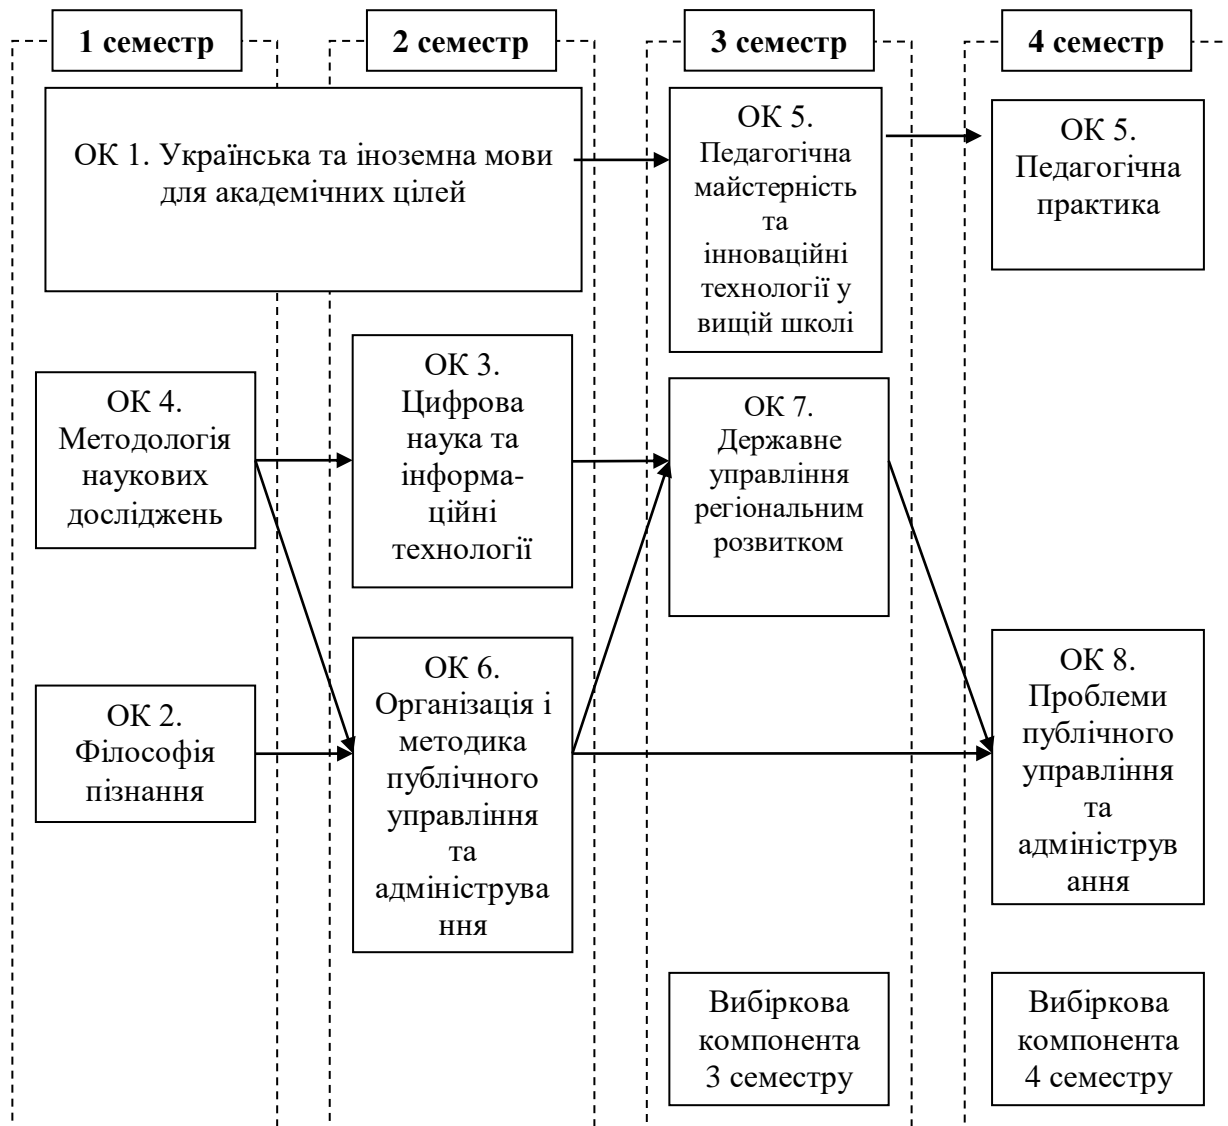 1 семестр
2 семестр
3 семестр
4 семестр
ОК 1. Українська та іноземна мови
для академічних цілей
ОК 5.
Педагогічна
майстерність
та
інноваційні
технології у
вищій школі
ОК 5.
Педагогічна
практика
ОК 4.
Методологія
наукових
досліджень
ОК 3.
Цифрова
наука та
інформа-
ційні
технології
ОК 7.
Державне
управління
регіональним
розвитком
ОК 2.
Філософія
пізнання
ОК 6.
Організація і
методика
публічного
управління
та
адмініструва
ння
ОК 8.
Проблеми
публічного
управління
та
адмініструв
ання
Вибіркова
компонента
3 семестру
Вибіркова
компонента
4 семестру